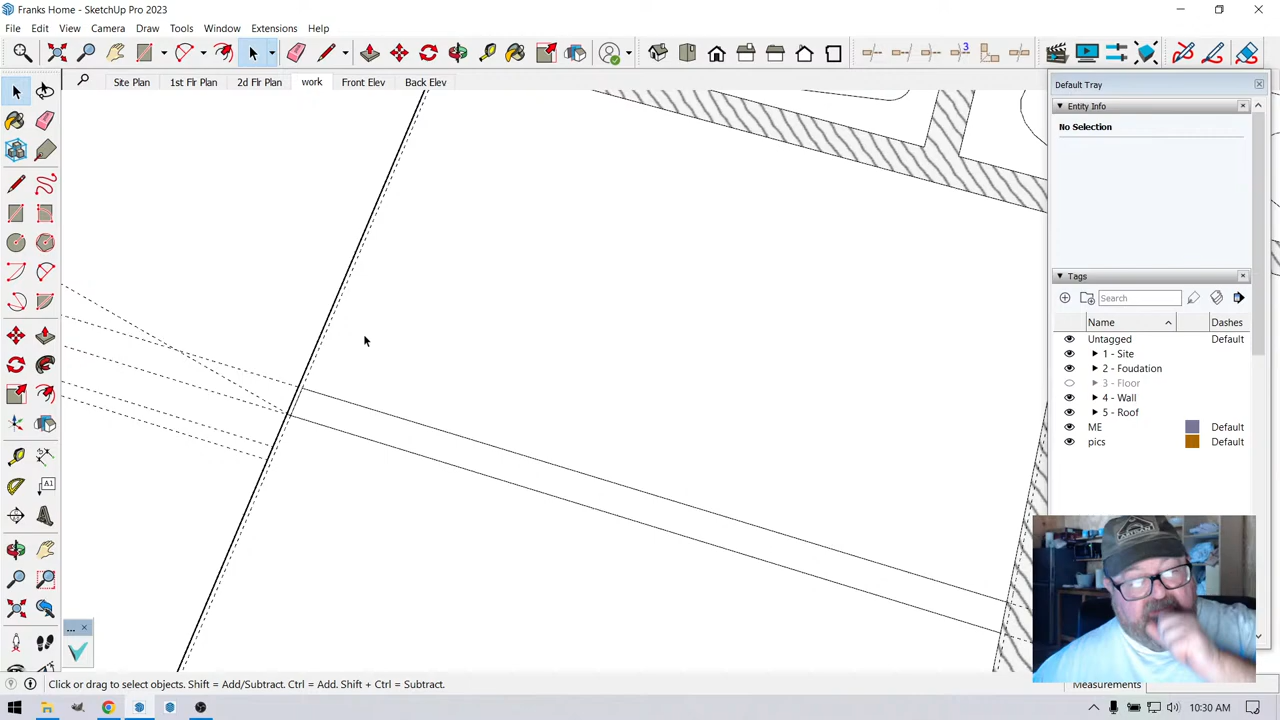 Franks Home - SketchUp Pro 2023
File Edit View Camera Draw Tools Window Extensions Help
3
Site Plan 1st Flr Plan 2d Flr Plan work Front Elev Back Elev
Default Tray
Entity Info
No Selection
Tags
Search
Name Dashes
Untagged Default
1 - Site
2 - Foudation
3 - Floor
4 - Wall
5 - Roof
ME Default
pics Default
A1
...
Click or drag to select objects. Shift = Add/Subtract. Ctrl = Add. Shift + Ctrl = Subtract.
Measurements
10:30 AM